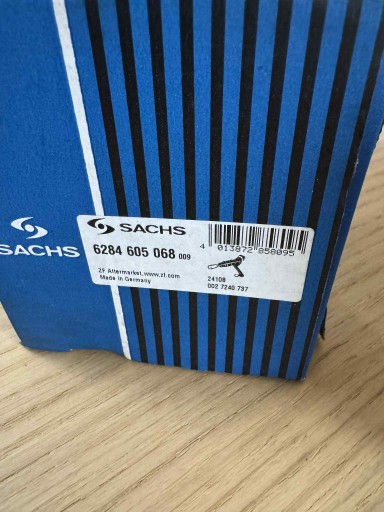 SACHS
SACHS
6284 605 068 009
4 013872 858095
ZF Aftermarket, www.zf.com
Made in Germany
24108
002 7240 737